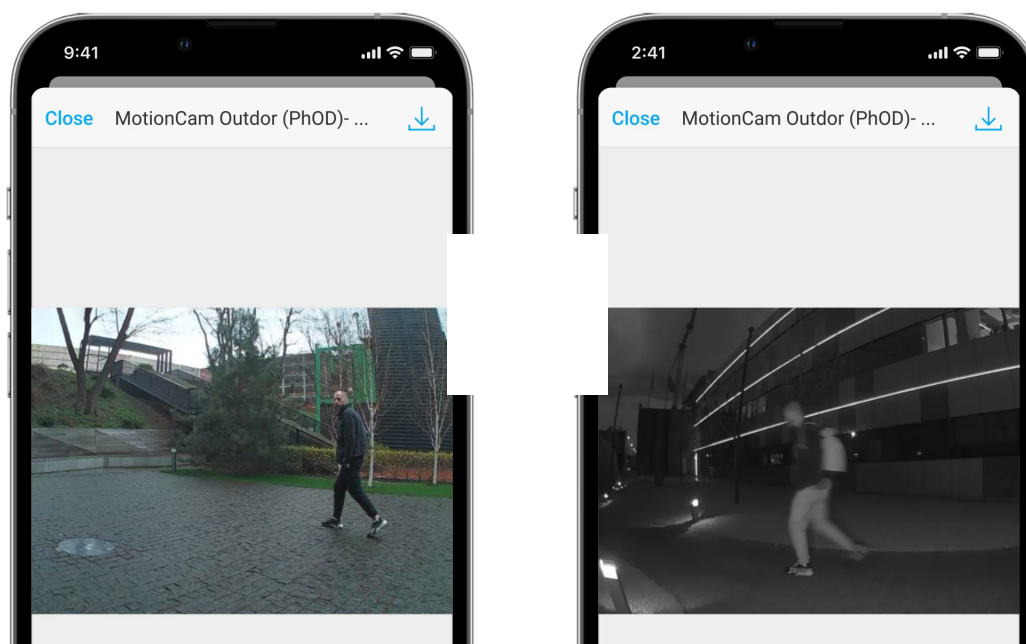 9:41
Close MotionCam Outdor (PhOD)- ...
2:41
Close MotionCam Outdor (PhOD)- ...